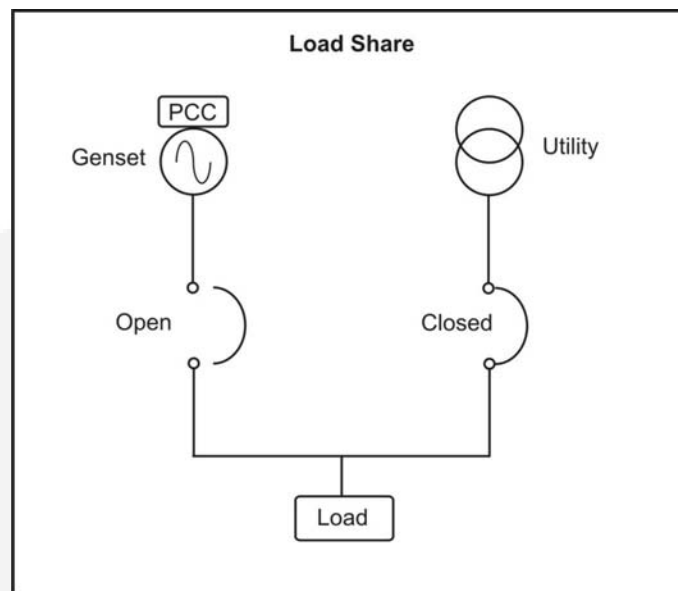 Load Share
PCC
Genset
Utility
Open
Closed
Load